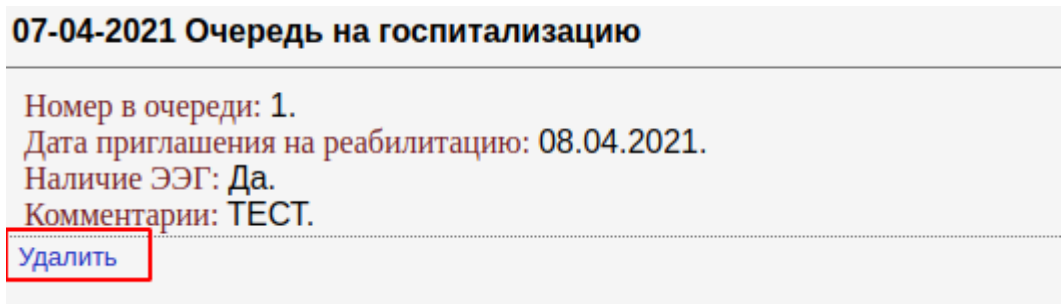 07-04-2021 Очередь на госпитализацию
Номер в очереди: 1.
Дата приглашения на реабилитацию: 08.04.2021.
Наличие ЭЭГ: Да.
Комментарии: ТЕСТ.
Удалить